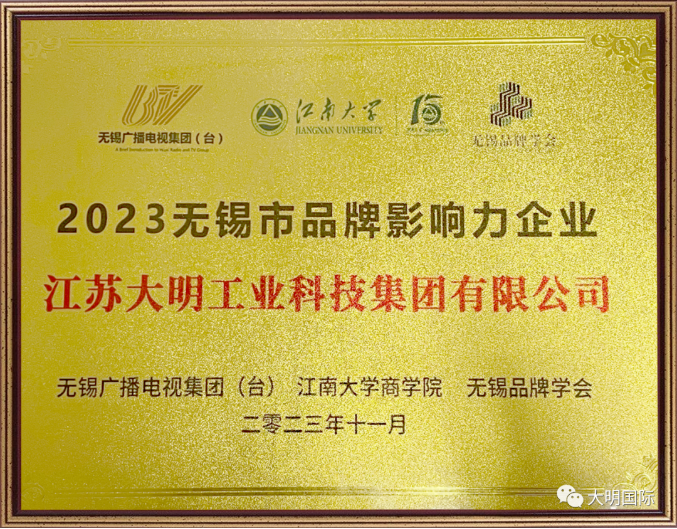 无锡广播电视集团（台）
江南大学
JIANGNAN UNIVERSITY
15
无锡品牌学会
2023无锡市品牌影响力企业
江苏大明工业科技集团有限公司
无锡广播电视集团（台） 江南大学商学院 无锡品牌学会
二零二三年十一月
大明国际